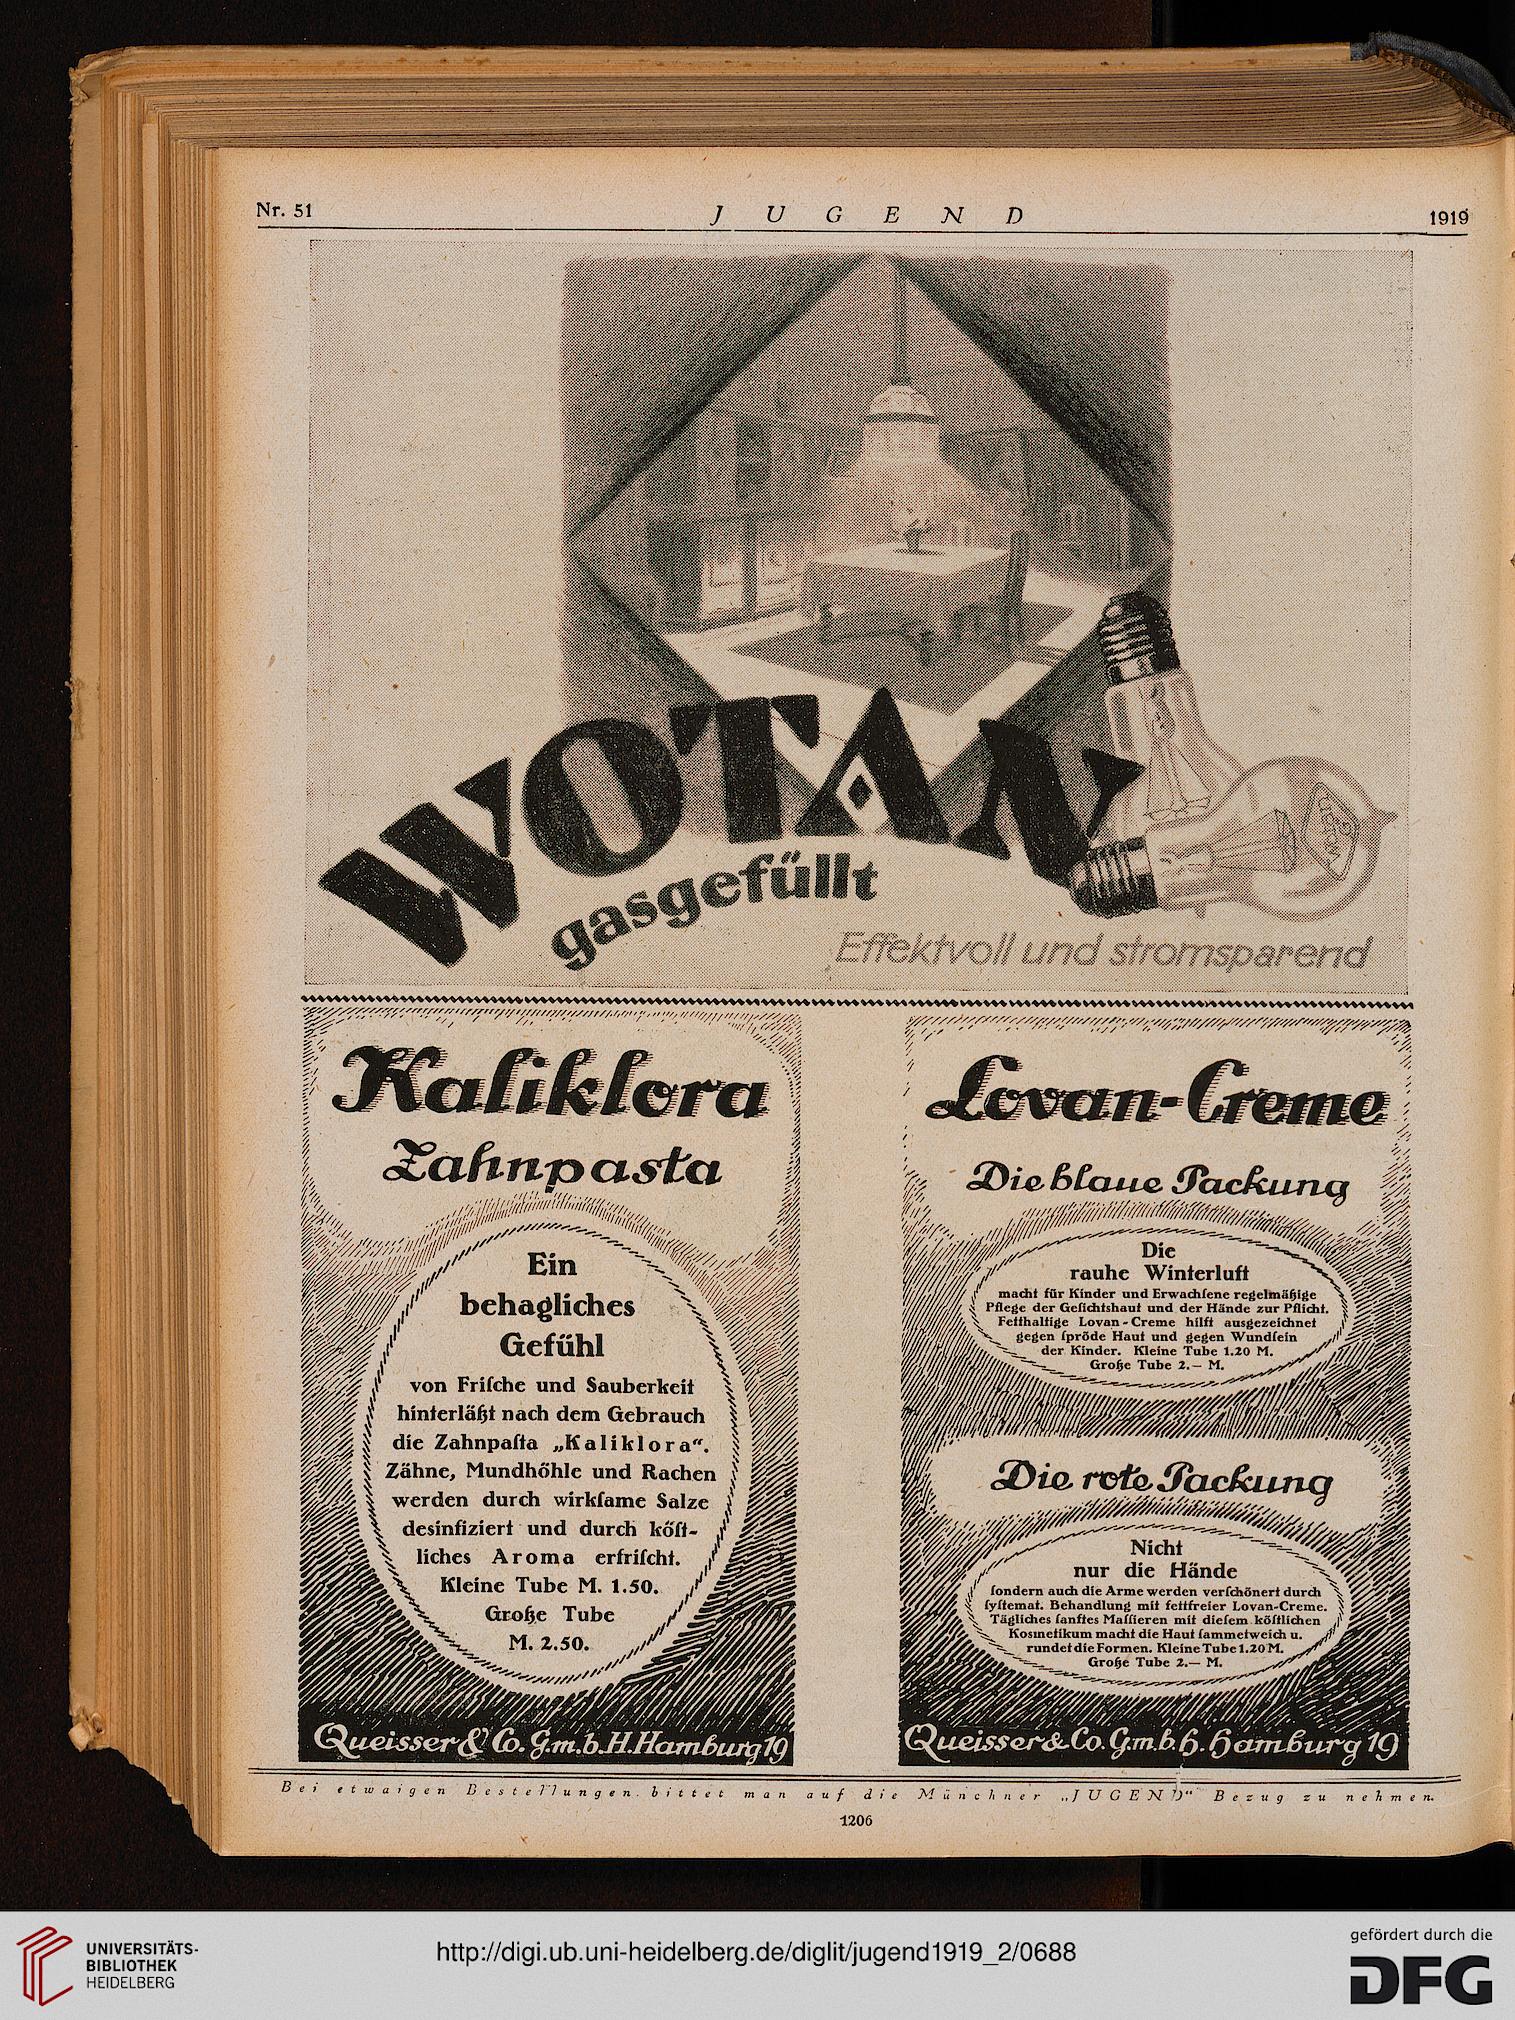 Nr. 51
JUGEND
1919
WOTAN
gasgefüllt
Effektvoll und stromsparend
Kaliklora
Zahnpasta
Ein
behagliches
Gefühl
von Friſche und Sauberkeit
hinterläßt nach dem Gebrauch
die Zahnpaſta „Kaliklora“.
Zähne, Mundhöhle und Rachen
werden durch wirkſame Salze
desinfiziert und durch köſt-
liches Aroma erfriſcht.
Kleine Tube M. 1.50.
Große Tube
M. 2.50.
Queisser & Co. G.m.b.H. Hamburg 19
Lovan-Creme
Die blaue Packung
Die
rauhe Winterluft
macht für Kinder und Erwachſene regelmäßige
Pflege der Geſichtshaut und der Hände zur Pflicht.
Fetthaltige Lovan-Creme hilft ausgezeichnet
gegen ſpröde Haut und gegen Wundſein
der Kinder. Kleine Tube 1.20 M.
Große Tube 2.— M.
Die rote Packung
Nicht
nur die Hände
ſondern auch die Arme werden verſchönert durch
ſyſtemat. Behandlung mit fettfreier Lovan-Creme.
Tägliches ſanftes Maſſieren mit dieſem köſtlichen
Kosmetikum macht die Haut ſammetweich u.
rundet die Formen. Kleine Tube 1.20 M.
Große Tube 2.— M.
Queisser & Co. G.m.b.H. Hamburg 19
Bei etwaigen Bestellungen bittet man auf die Münchner „JUGEND“ Bezug zu nehmen.
1206
UNIVERSITÄTS-
BIBLIOTHEK
HEIDELBERG
http://digi.ub.uni-heidelberg.de/diglit/jugend1919_2/0688
gefördert durch die
DFG